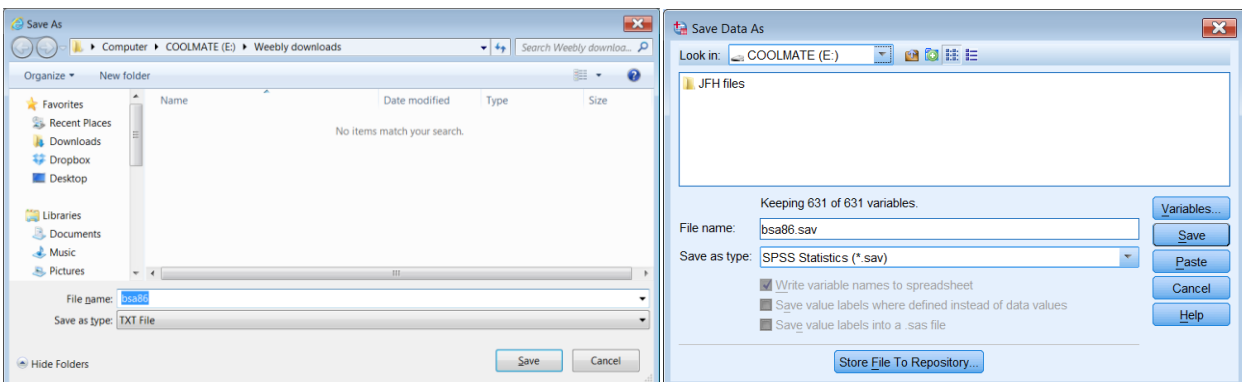 Save As
Computer ▸ COOLMATE (E:) ▸ Weebly downloads
Search Weebly downloa...
Organize
New folder
Favorites
Recent Places
Downloads
Dropbox
Desktop
Libraries
Documents
Music
Pictures
Name
Date modified
Type
Size
No items match your search.
File name: bsa86
Save as type: TXT File
Hide Folders
Save
Cancel
Save Data As
Look in: COOLMATE (E:)
JFH files
Keeping 631 of 631 variables.
File name: bsa86.sav
Save as type: SPSS Statistics (*.sav)
Write variable names to spreadsheet
Save value labels where defined instead of data values
Save value labels into a .sas file
Variables...
Save
Paste
Cancel
Help
Store File To Repository...